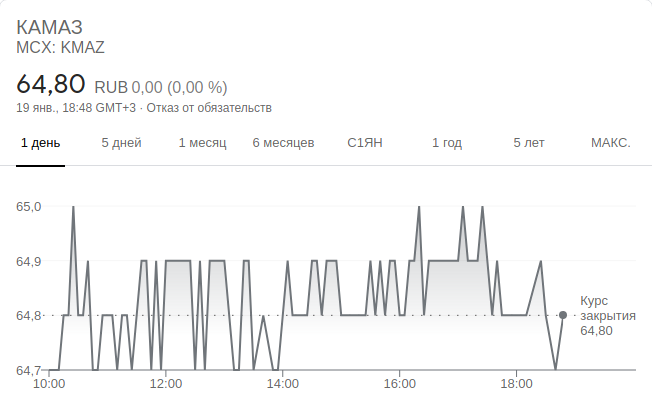 КАМАЗ
MCX: KMAZ
64,80 RUB 0,00 (0,00 %)
19 янв., 18:48 GMT+3 · Отказ от обязательств
1 день 5 дней 1 месяц 6 месяцев С1ЯН 1 год 5 лет МАКС.
65,0
64,9
64,8
64,7
Курс
закрытия
64,80
10:00 12:00 14:00 16:00 18:00